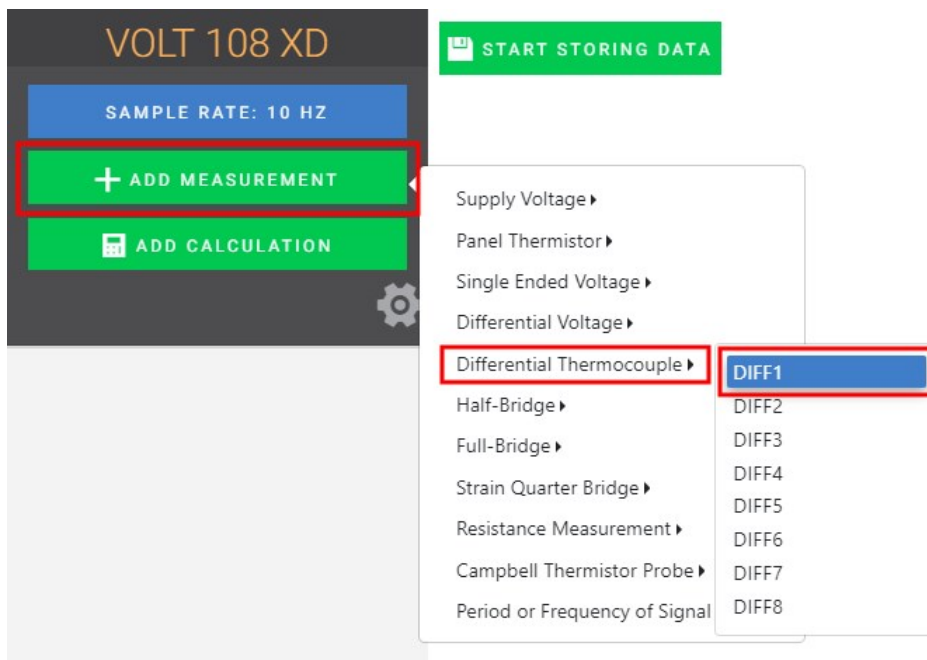 VOLT 108 XD
START STORING DATA
SAMPLE RATE: 10 HZ
ADD MEASUREMENT
ADD CALCULATION
Supply Voltage
Panel Thermistor
Single Ended Voltage
Differential Voltage
Differential Thermocouple
Half-Bridge
Full-Bridge
Strain Quarter Bridge
Resistance Measurement
Campbell Thermistor Probe
Period or Frequency of Signal
DIFF1
DIFF2
DIFF3
DIFF4
DIFF5
DIFF6
DIFF7
DIFF8